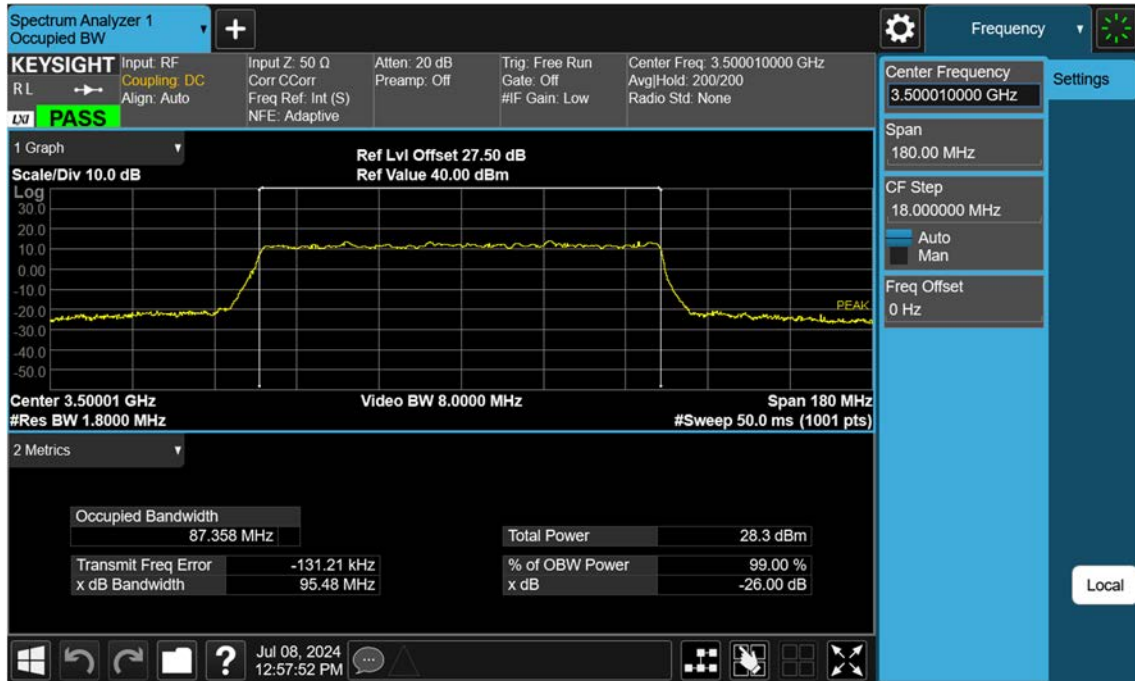 Spectrum Analyzer 1
Occupied BW
Frequency
KEYSIGHT
R L
LXI
PASS
Input: RF
Coupling: DC
Align: Auto
Input Z: 50 Ω
Corr CCorr
Freq Ref: Int (S)
NFE: Adaptive
Atten: 20 dB
Preamp: Off
Trig: Free Run
Gate: Off
#IF Gain: Low
Center Freq: 3.500010000 GHz
Avg|Hold: 200/200
Radio Std: None
1 Graph
Scale/Div 10.0 dB
Ref Lvl Offset 27.50 dB
Ref Value 40.00 dBm
Log
30.0
20.0
10.0
0.00
-10.0
-20.0
-30.0
-40.0
-50.0
PEAK
Center 3.50001 GHz
#Res BW 1.8000 MHz
Video BW 8.0000 MHz
Span 180 MHz
#Sweep 50.0 ms (1001 pts)
2 Metrics
Occupied Bandwidth
87.358 MHz
Transmit Freq Error -131.21 kHz
x dB Bandwidth 95.48 MHz
Total Power 28.3 dBm
% of OBW Power 99.00 %
x dB -26.00 dB
Center Frequency
3.500010000 GHz
Span
180.00 MHz
CF Step
18.000000 MHz
Auto
Man
Freq Offset
0 Hz
Settings
Local
?
Jul 08, 2024
12:57:52 PM